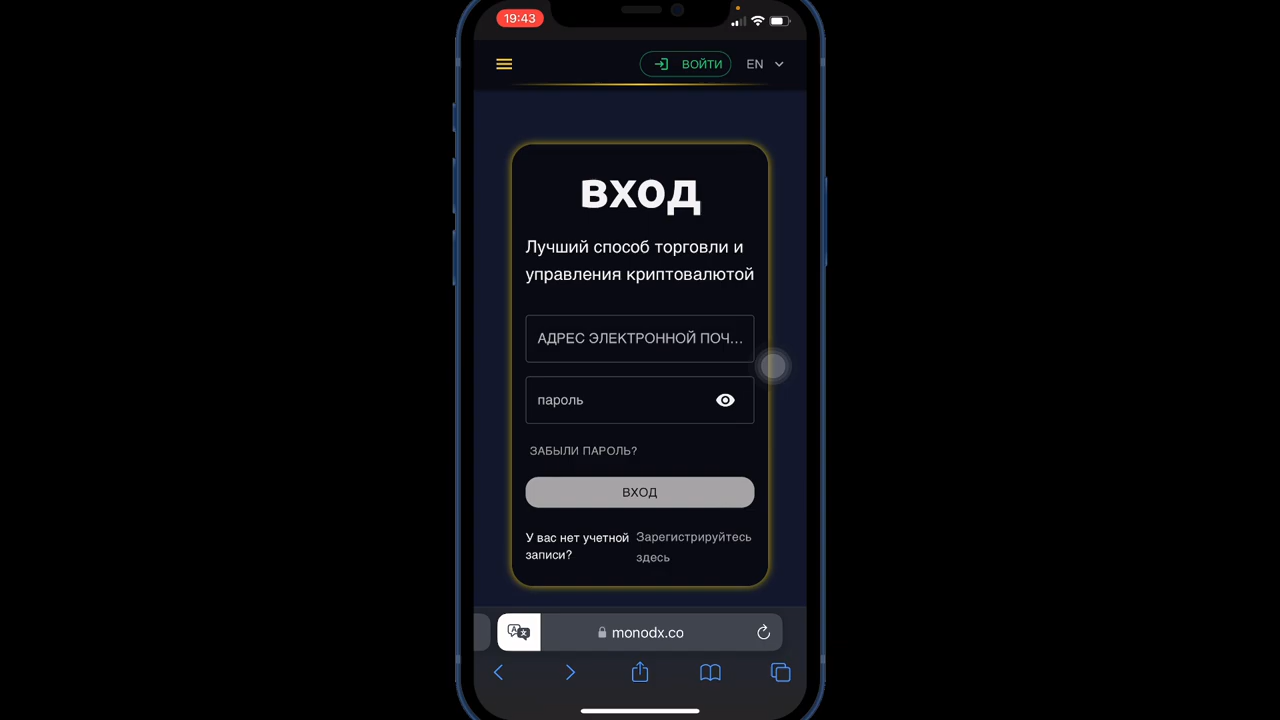 19:43
ВОЙТИ
EN
вход
Лучший способ торговли и
управления криптовалютой
АДРЕС ЭЛЕКТРОННОЙ ПОЧ...
пароль
ЗАБЫЛИ ПАРОЛЬ?
ВХОД
У вас нет учетной записи?
Зарегистрируйтесь здесь
monodx.co